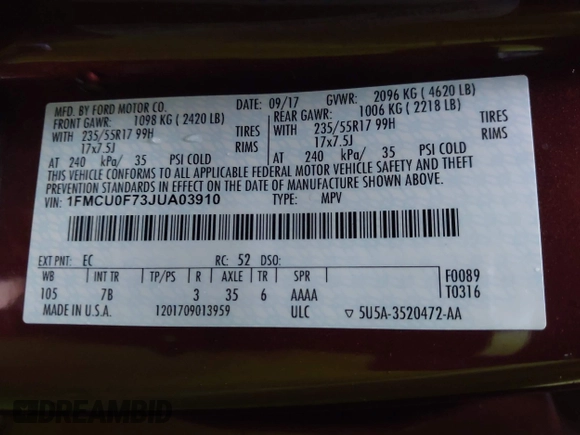 MFD. BY FORD MOTOR CO.
DATE: 09/17 GVWR: 2096 KG ( 4620 LB)
FRONT GAWR: 1098 KG ( 2420 LB) REAR GAWR: 1006 KG ( 2218 LB)
WITH 235/55R17 99H TIRES WITH 235/55R17 99H TIRES
17x7.5J RIMS 17x7.5J RIMS
AT 240 kPa/ 35 PSI COLD AT 240 kPa/ 35 PSI COLD
THIS VEHICLE CONFORMS TO ALL APPLICABLE FEDERAL MOTOR VEHICLE SAFETY AND THEFT
PREVENTION STANDARDS IN EFFECT ON THE DATE OF MANUFACTURE SHOWN ABOVE.
VIN: 1FMCU0F73JUA03910 TYPE: MPV
EXT PNT: EC RC: 52 DSO:
WB INT TR TP/PS R AXLE TR SPR F0089
105 7B 3 35 6 AAAA T0316
MADE IN U.S.A. 1201709013959 ULC ▽ 5U5A-3520472-AA
DREAMBID